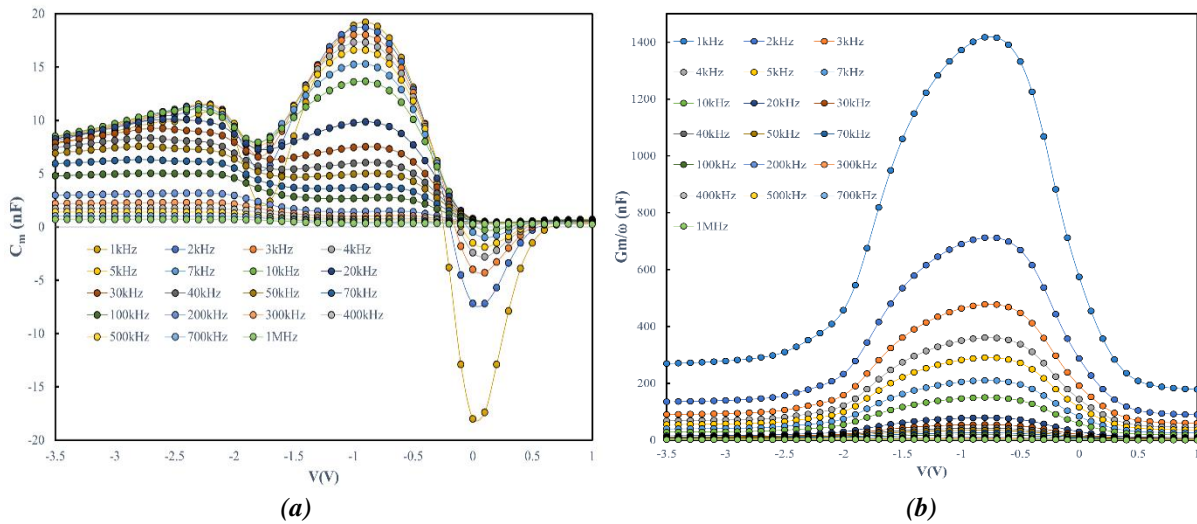 20
15
10
5
0
-5
-10
-15
-20
C_m (nF)
-3.5 -3 -2.5 -2 -1.5 -1 -0.5 0 0.5 1
V(V)
1kHz 2kHz 3kHz 4kHz
5kHz 7kHz 10kHz 20kHz
30kHz 40kHz 50kHz 70kHz
100kHz 200kHz 300kHz 400kHz
500kHz 700kHz 1MHz
(a)
1400
1200
1000
800
600
400
200
0
Gm/ω (nF)
-3.5 -3 -2.5 -2 -1.5 -1 -0.5 0 0.5 1
V(V)
1kHz 2kHz 3kHz
4kHz 5kHz 7kHz
10kHz 20kHz 30kHz
40kHz 50kHz 70kHz
100kHz 200kHz 300kHz
400kHz 500kHz 700kHz
1MHz
(b)